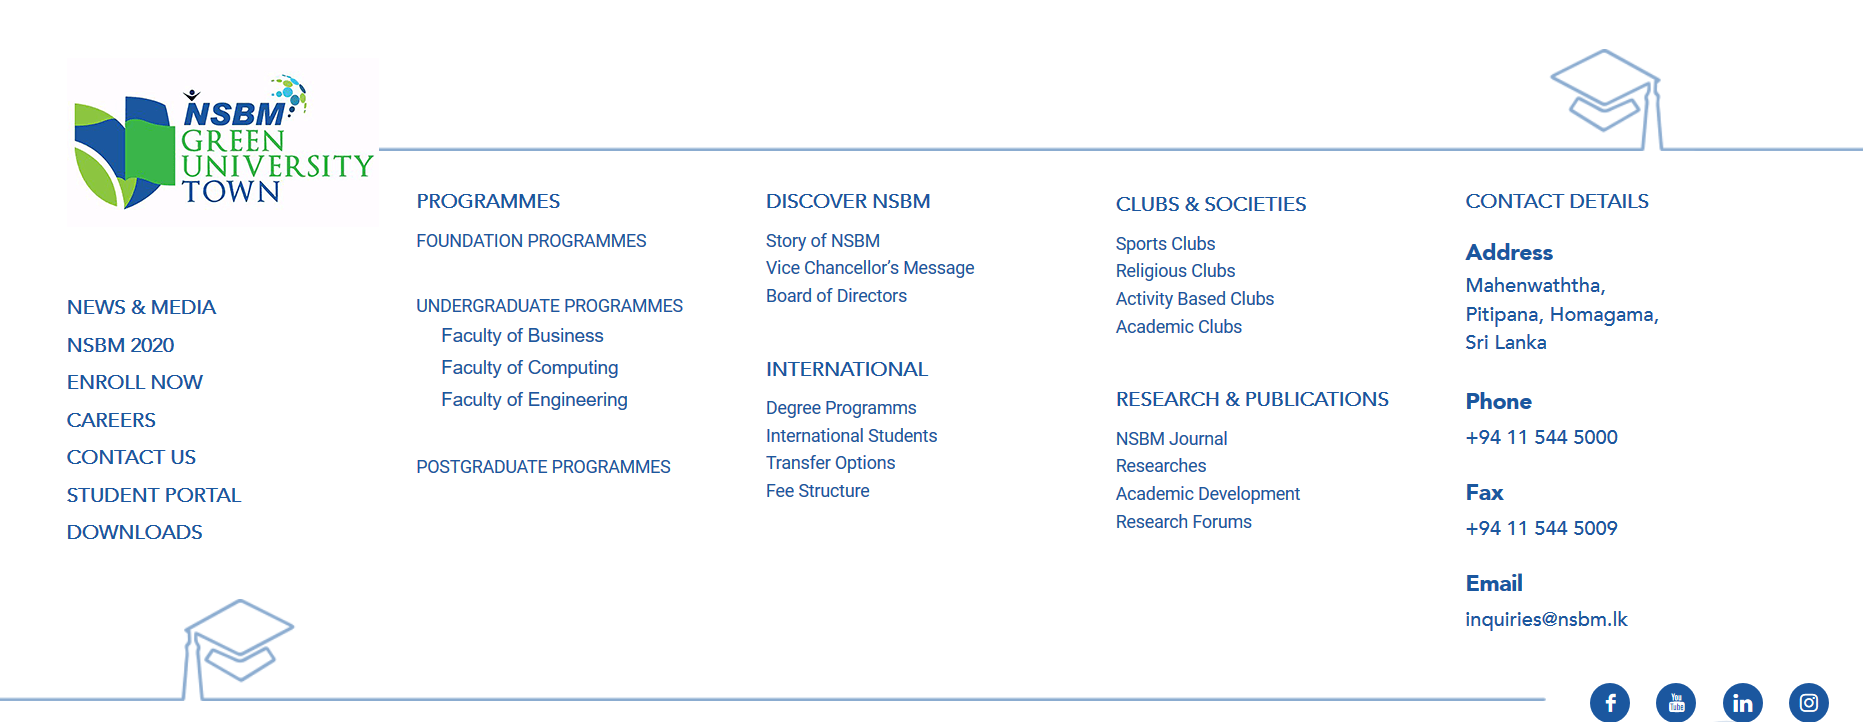 NSBM
GREEN
UNIVERSITY
TOWN
NEWS & MEDIA
NSBM 2020
ENROLL NOW
CAREERS
CONTACT US
STUDENT PORTAL
DOWNLOADS
PROGRAMMES
FOUNDATION PROGRAMMES
UNDERGRADUATE PROGRAMMES
Faculty of Business
Faculty of Computing
Faculty of Engineering
POSTGRADUATE PROGRAMMES
DISCOVER NSBM
Story of NSBM
Vice Chancellor’s Message
Board of Directors
INTERNATIONAL
Degree Programms
International Students
Transfer Options
Fee Structure
CLUBS & SOCIETIES
Sports Clubs
Religious Clubs
Activity Based Clubs
Academic Clubs
RESEARCH & PUBLICATIONS
NSBM Journal
Researches
Academic Development
Research Forums
CONTACT DETAILS
Address
Mahenwaththa,
Pitipana, Homagama,
Sri Lanka
Phone
+94 11 544 5000
Fax
+94 11 544 5009
Email
inquiries@nsbm.lk
f
You
Tube
in